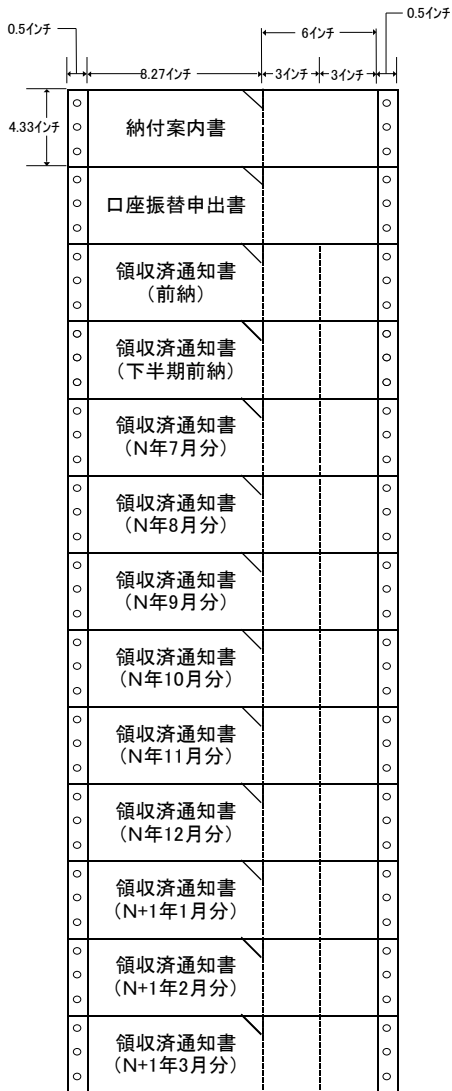 0.5インチ
6インチ
0.5インチ
8.27インチ
3インチ
3インチ
4.33インチ
納付案内書
口座振替申出書
領収済通知書
（前納）
領収済通知書
（下半期前納）
領収済通知書
（N年7月分）
領収済通知書
（N年8月分）
領収済通知書
（N年9月分）
領収済通知書
（N年10月分）
領収済通知書
（N年11月分）
領収済通知書
（N年12月分）
領収済通知書
（N+1年1月分）
領収済通知書
（N+1年2月分）
領収済通知書
（N+1年3月分）